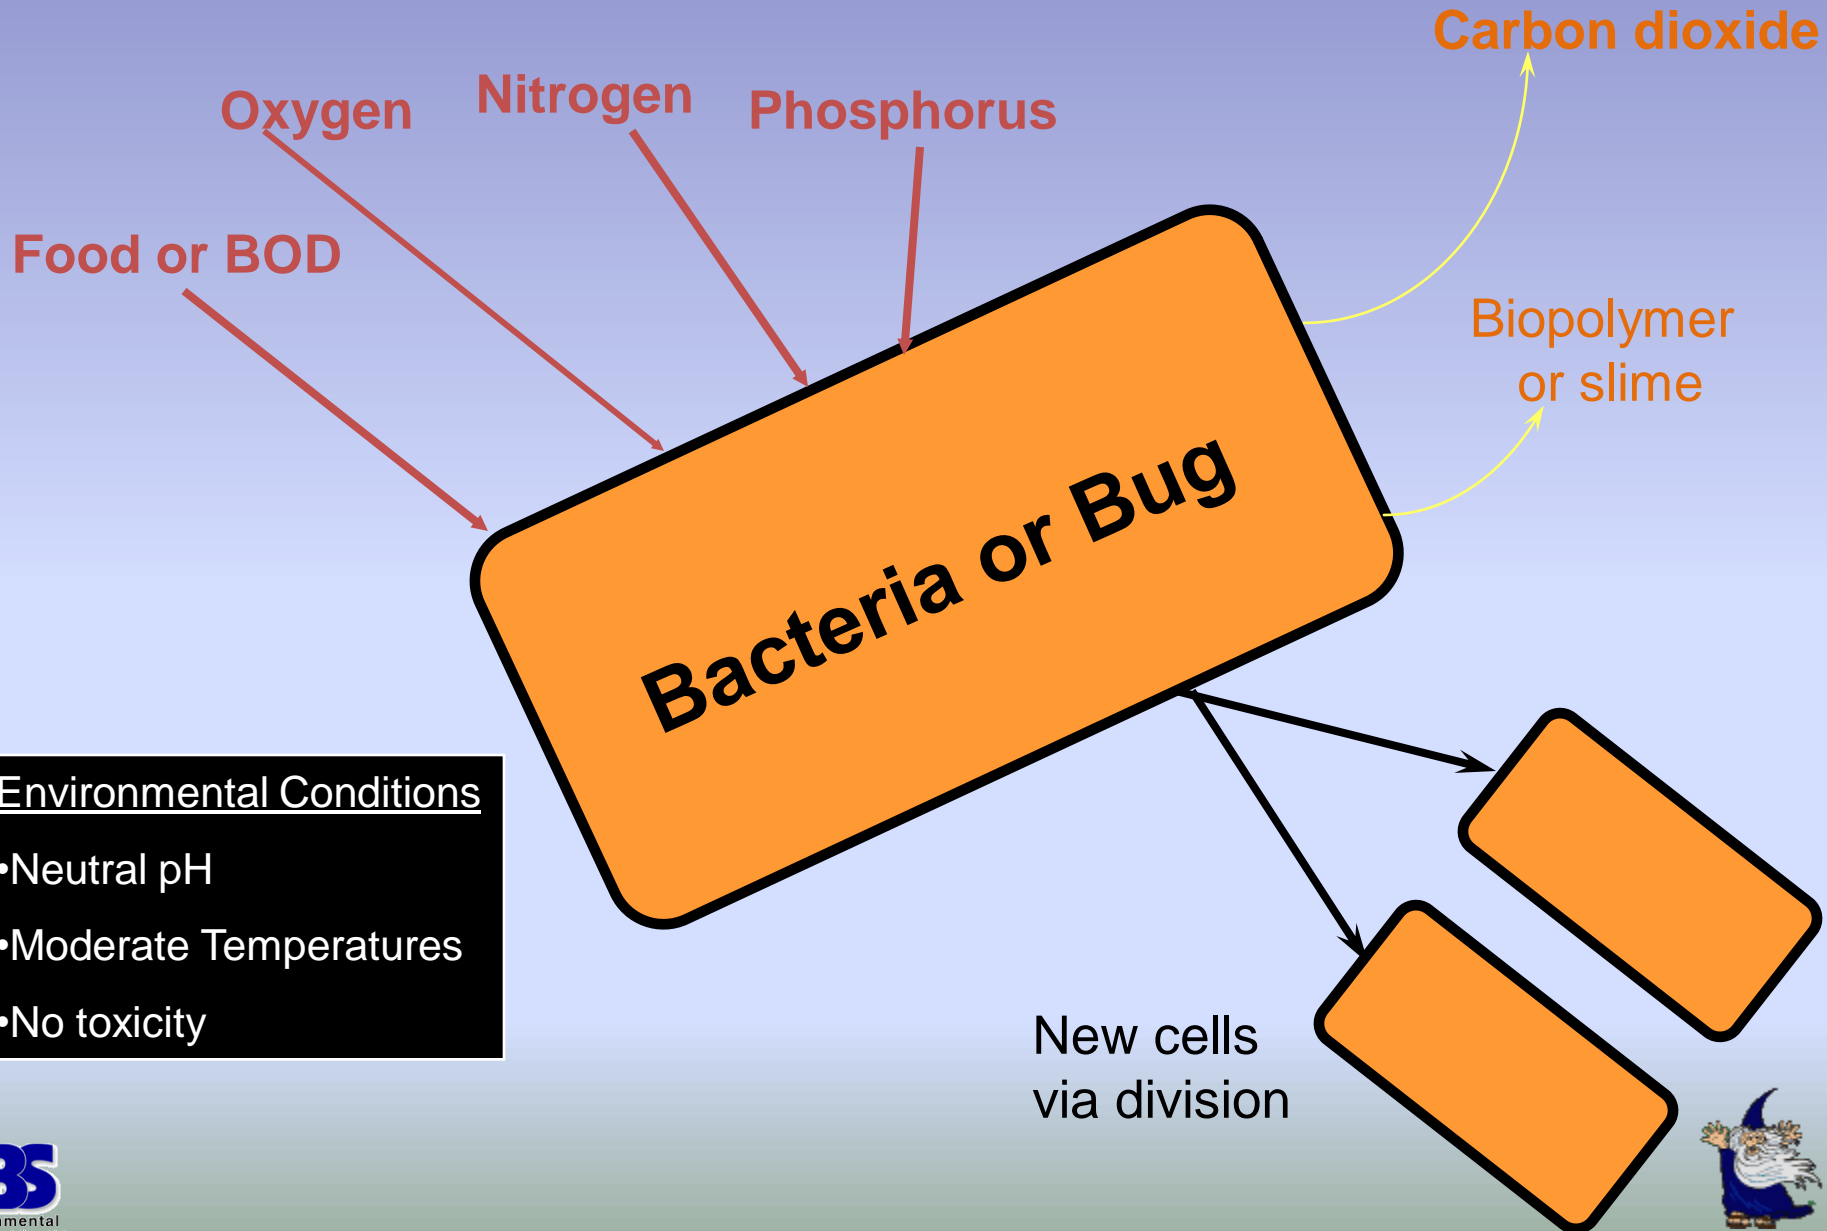 Carbon dioxide
Oxygen
Nitrogen
Phosphorus
Food or BOD
Biopolymer
or slime
Bacteria or Bug
Environmental Conditions
•Neutral pH
•Moderate Temperatures
•No toxicity
New cells
via division
BS